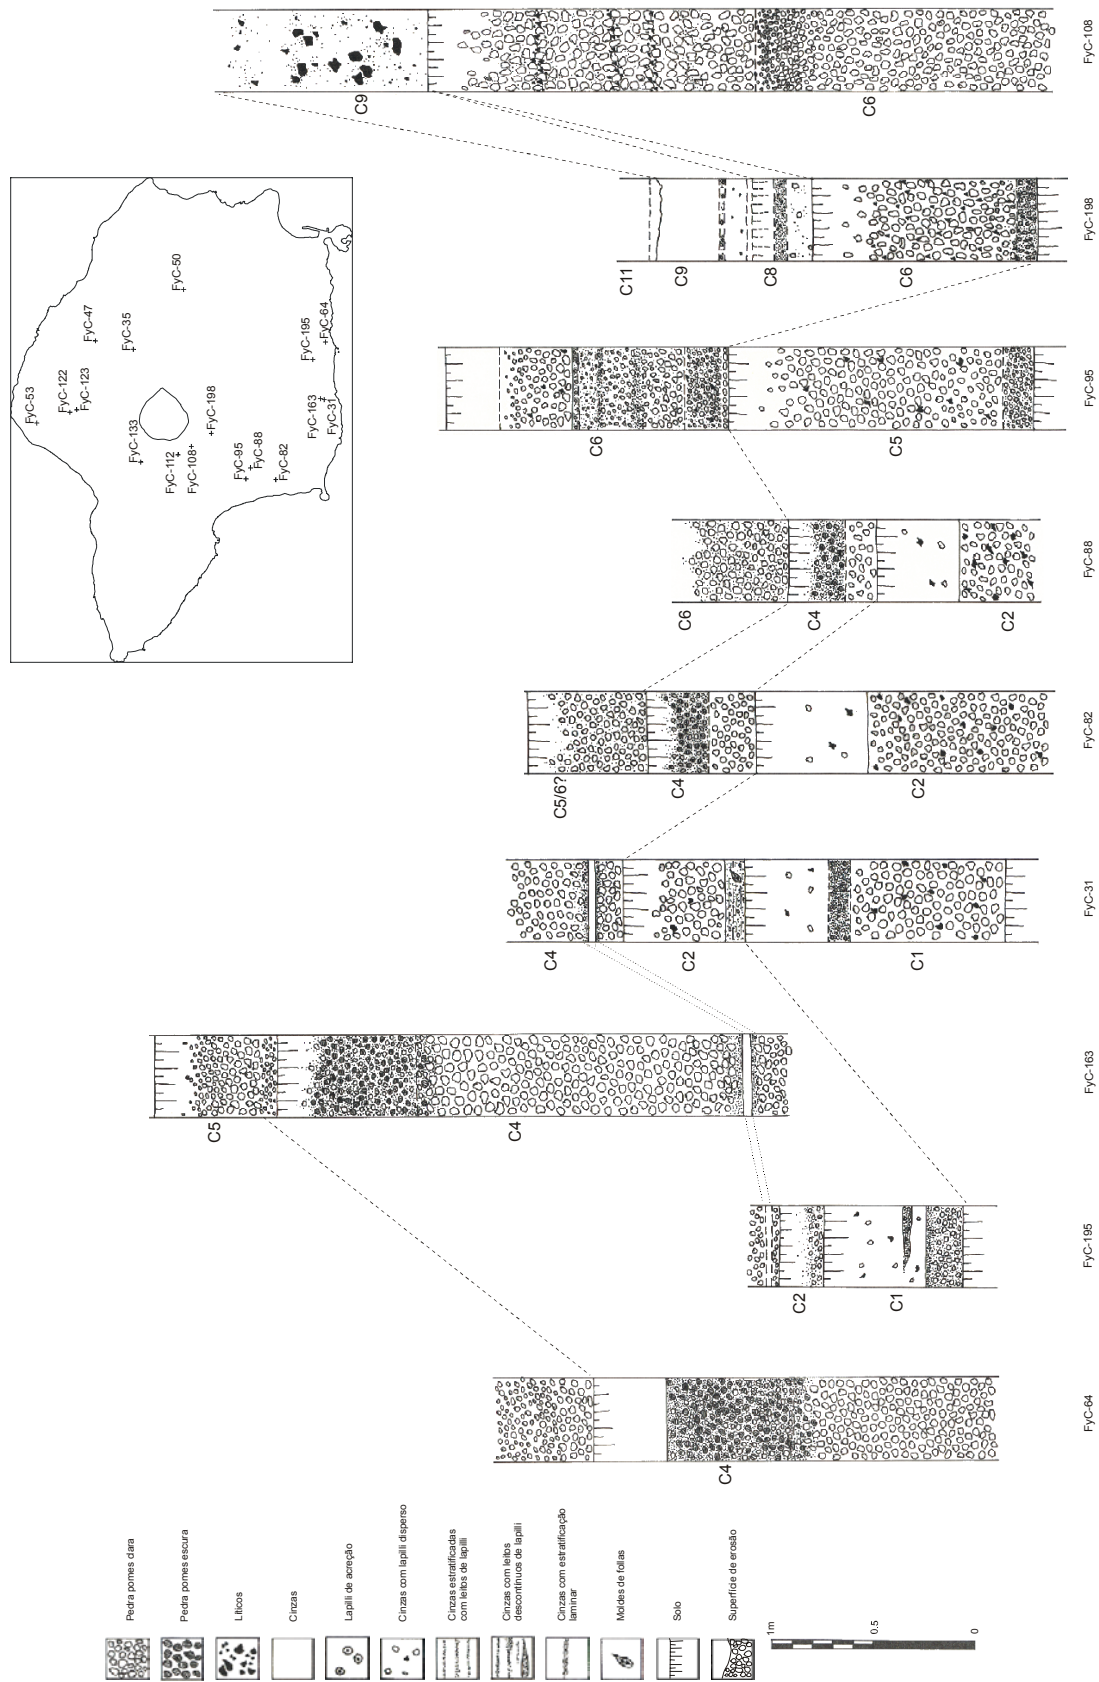 Pedra pomes clara
Pedra pomes escura
Líticos
Cinzas
Lapilli de acreção
Cinzas com lapilli disperso
Cinzas estratificadas
com leitos de lapilli
Cinzas com leitos
descontínuos de lapilli
Cinzas com estratificação
laminar
Moldes de follas
Solo
Superfície de erosão
1m
0.5
0
C4
FyC-64
C2
C1
FyC-195
C5
C4
FyC-163
C4
C2
C1
FyC-31
C5/6?
C4
C2
FyC-82
C6
C4
C2
FyC-88
C6
C5
FyC-95
C11
C9
C8
C6
FyC-198
C9
C6
FyC-108
FyC-53
FyC-122
FyC-123
FyC-47
FyC-35
FyC-133
FyC-112
FyC-108
FyC-50
FyC-198
FyC-95
FyC-88
FyC-82
FyC-163
FyC-31
FyC-195
FyC-64